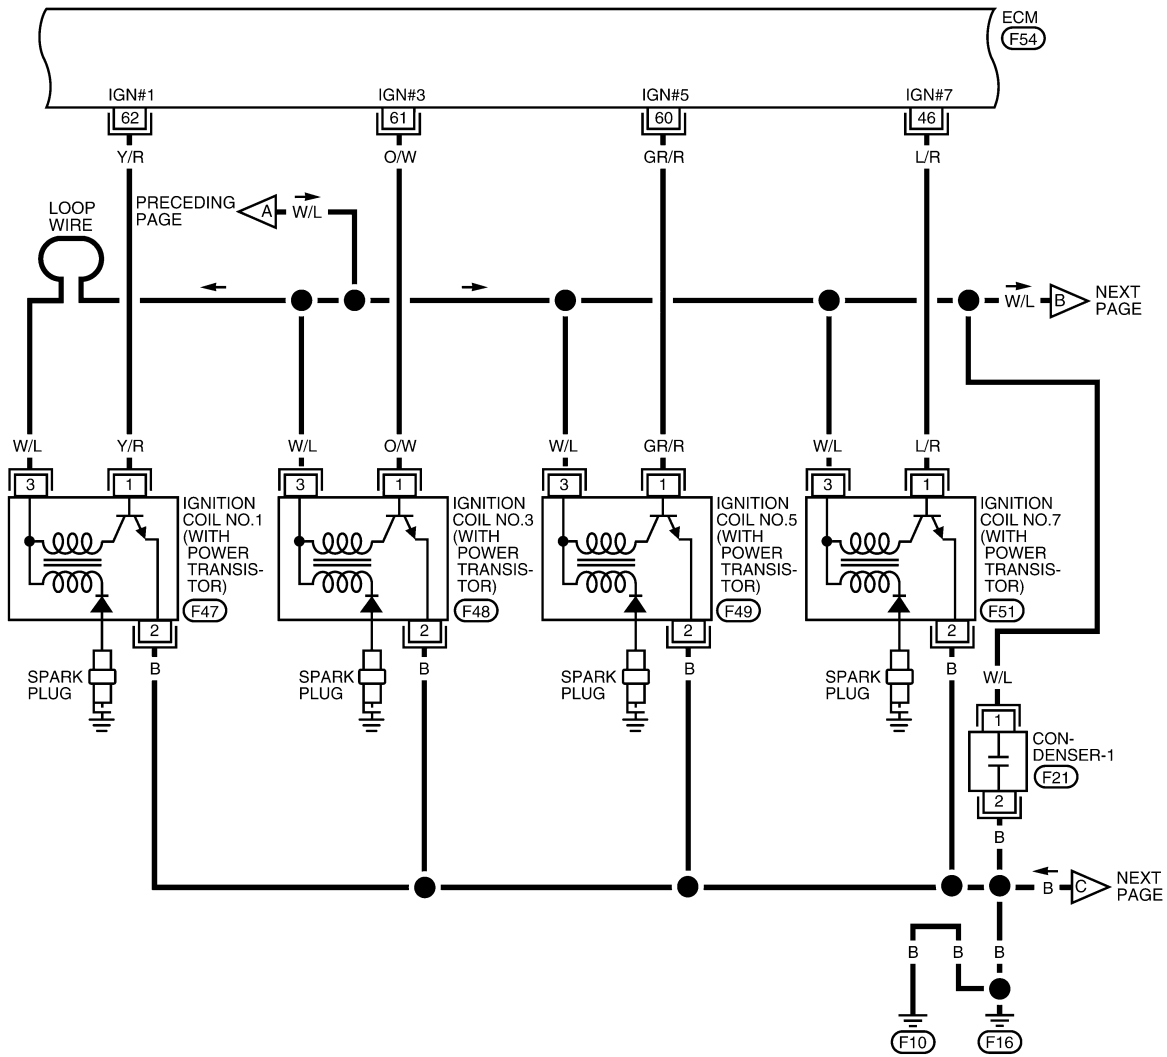 ECM
F54
IGN#1
IGN#3
IGN#5
IGN#7
62
61
60
46
Y/R
O/W
GR/R
L/R
LOOP
WIRE
PRECEDING
PAGE
A
W/L
W/L
B
NEXT
PAGE
W/L
Y/R
W/L
O/W
W/L
GR/R
W/L
L/R
3
1
3
1
3
1
3
1
IGNITION
COIL NO.1
(WITH
POWER
TRANSIS-
TOR)
F47
IGNITION
COIL NO.3
(WITH
POWER
TRANSIS-
TOR)
F48
IGNITION
COIL NO.5
(WITH
POWER
TRANSIS-
TOR)
F49
IGNITION
COIL NO.7
(WITH
POWER
TRANSIS-
TOR)
F51
2
2
2
2
SPARK
PLUG
B
SPARK
PLUG
B
SPARK
PLUG
B
SPARK
PLUG
B
W/L
1
CON-
DENSER-1
F21
2
B
B
C
NEXT
PAGE
B
B
B
F10
F16